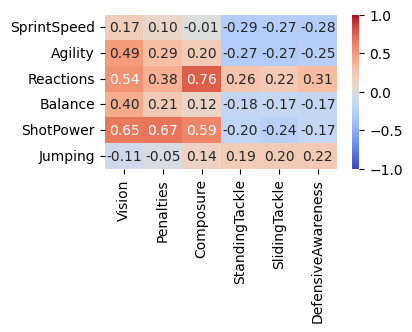 SprintSpeed 0.17 0.10 -0.01 -0.29 -0.27 -0.28
Agility 0.49 0.29 0.20 -0.27 -0.27 -0.25
Reactions 0.54 0.38 0.76 0.26 0.22 0.31
Balance 0.40 0.21 0.12 -0.18 -0.17 -0.17
ShotPower 0.65 0.67 0.59 -0.20 -0.24 -0.17
Jumping -0.11 -0.05 0.14 0.19 0.20 0.22
Vision
Penalties
Composure
StandingTackle
SlidingTackle
DefensiveAwareness
1.0
0.5
0.0
−0.5
−1.0